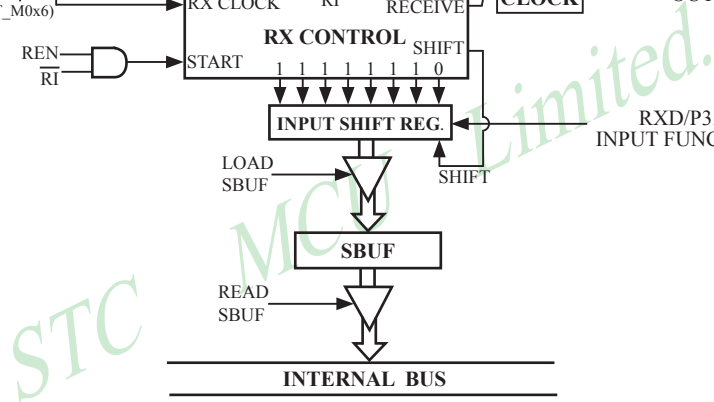 RX CLOCK RI RECEIVE CLOCK
T_M0x6)
RX CONTROL SHIFT
REN
RI
START
1 1 1 1 1 1 1 0
INPUT SHIFT REG.
RXD/P3
INPUT FUNC
LOAD
SBUF
SHIFT
SBUF
READ
SBUF
INTERNAL BUS
STC MCU Limited.